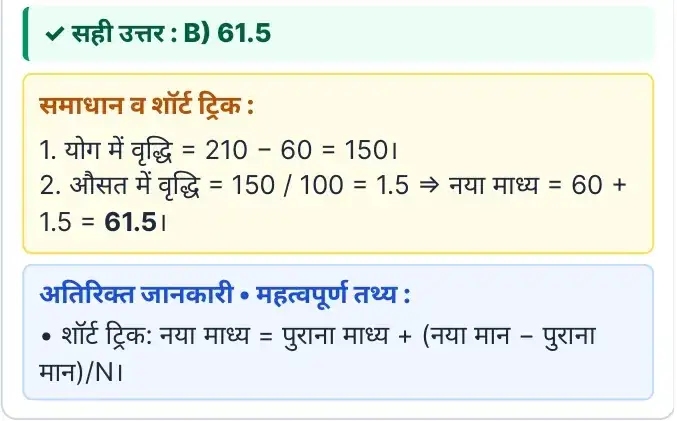 ✓ सही उत्तर : B) 61.5
समाधान व शॉर्ट ट्रिक :
1. योग में वृद्धि = 210 − 60 = 150।
2. औसत में वृद्धि = 150 / 100 = 1.5 ⇒ नया माध्य = 60 +
1.5 = 61.5।
अतिरिक्त जानकारी • महत्वपूर्ण तथ्य :
• शॉर्ट ट्रिक: नया माध्य = पुराना माध्य + (नया मान − पुराना
मान)/N।